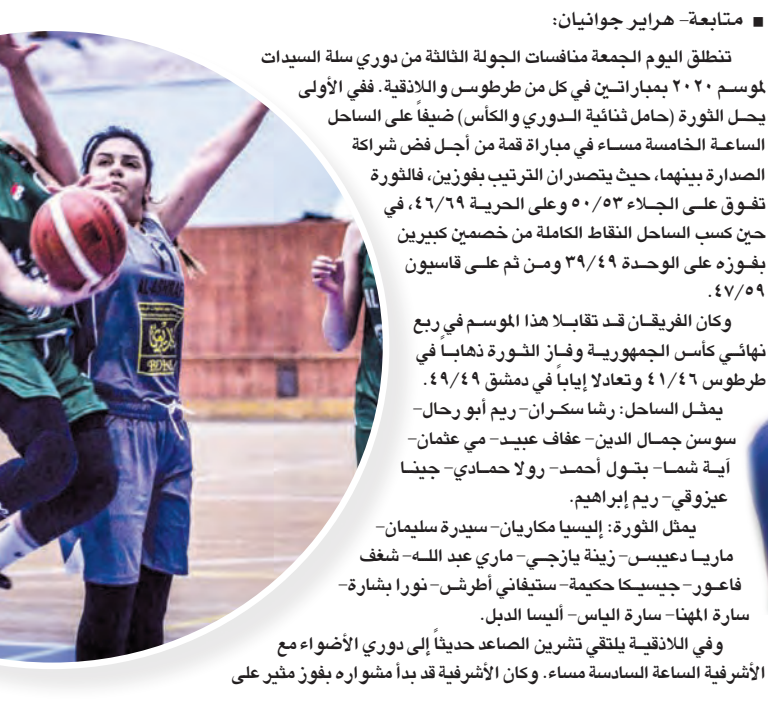 ■ متابعة- هراير جوانيان:
تنطلق اليوم الجمعة منافسات الجولة الثالثة من دوري سلة السيدات
لموسم ٢٠٢٠ بمباراتين في كل من طرطوس واللاذقية. ففي الأولى
يحل الثورة (حامل ثنائية الدوري والكأس) ضيفاً على الساحل
الساعة الخامسة مساء في مباراة قمة من أجل فض شراكة
الصدارة بينهما، حيث يتصدران الترتيب بفوزين، فالثورة
تفوق على الجلاء ٥٠/٥٣ وعلى الحرية ٤٦/٦٩، في
حين كسب الساحل النقاط الكاملة من خصمين كبيرين
بفوزه على الوحدة ٣٩/٤٩ ومن ثم على قاسيون
٤٧/٥٩.
وكان الفريقان قد تقابلا هذا الموسم في ربع
نهائي كأس الجمهورية وفاز الثورة ذهاباً في
طرطوس ٤١/٤٦ وتعادلا إياباً في دمشق ٤٩/٤٩.
يمثل الساحل: رشا سكران- ريم أبو رحال-
سوسن جمال الدين- عفاف عبيد- مي عثمان-
آية شما- بتول أحمد- رولا حمادي- جينا
عيزوقي- ريم إبراهيم.
يمثل الثورة: إليسيا مكاريان- سيدرة سليمان-
ماريا دعيبس- زينة يازجي- ماري عبد الله- شغف
فاعور- جيسيكا حكيمة- ستيفاني أطرش- نورا بشارة-
سارة المهنا- سارة الياس- أليسا الدبل.
وفي اللاذقية يلتقي تشرين الصاعد حديثاً إلى دوري الأضواء مع
الأشرفية الساعة السادسة مساء. وكان الأشرفية قد بدأ مشواره بفوز مثير على